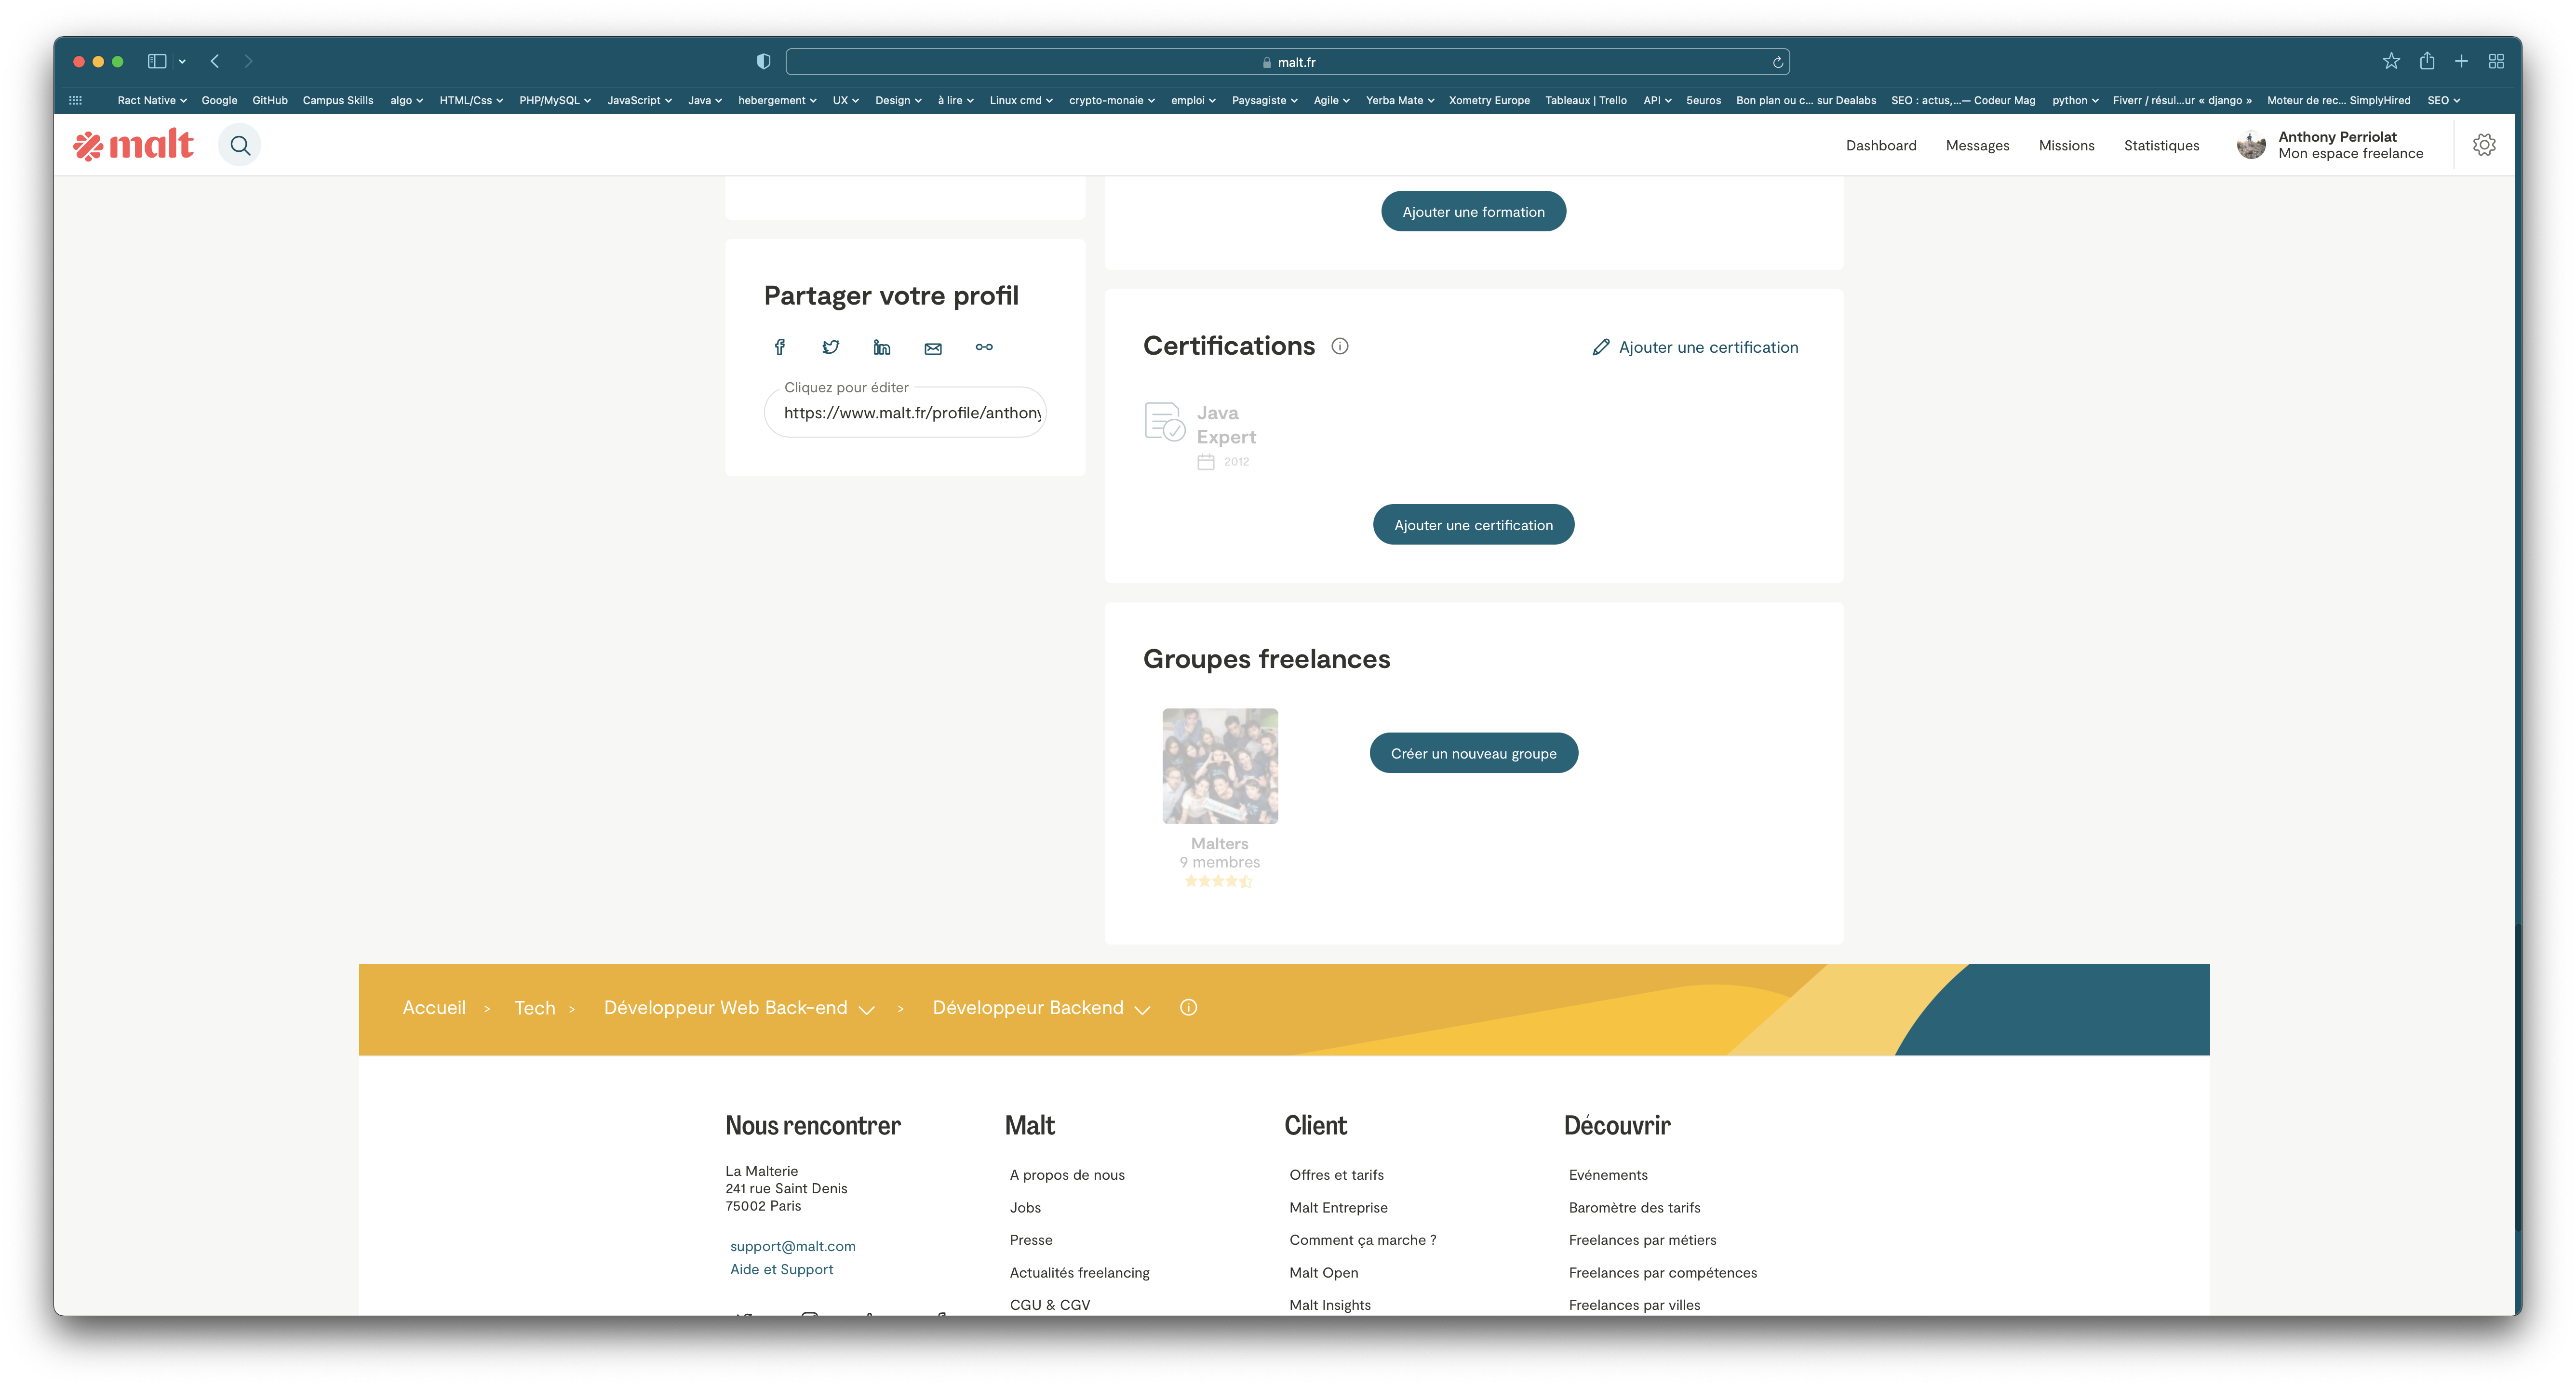 malt.fr
Ract Native
Google
GitHub
Campus Skills
algo
HTML/Css
PHP/MySQL
JavaScript
Java
hebergement
UX
Design
à lire
Linux cmd
crypto-monaie
emploi
Paysagiste
Agile
Yerba Mate
Xometry Europe
Tableaux | Trello
API
5euros
Bon plan ou c... sur Dealabs
SEO : actus,...— Codeur Mag
python
Fiverr / résul...ur « django »
Moteur de rec... SimplyHired
SEO
malt
Dashboard
Messages
Missions
Statistiques
Anthony Perriolat
Mon espace freelance
Ajouter une formation
Partager votre profil
Cliquez pour éditer
https://www.malt.fr/profile/anthony
Certifications
Ajouter une certification
Java
Expert
2012
Ajouter une certification
Groupes freelances
Créer un nouveau groupe
Malters
9 membres
Accueil > Tech > Développeur Web Back-end > Développeur Backend
Nous rencontrer
La Malterie
241 rue Saint Denis
75002 Paris
support@malt.com
Aide et Support
Malt
A propos de nous
Jobs
Presse
Actualités freelancing
CGU & CGV
Client
Offres et tarifs
Malt Entreprise
Comment ça marche ?
Malt Open
Malt Insights
Découvrir
Evénements
Baromètre des tarifs
Freelances par métiers
Freelances par compétences
Freelances par villes